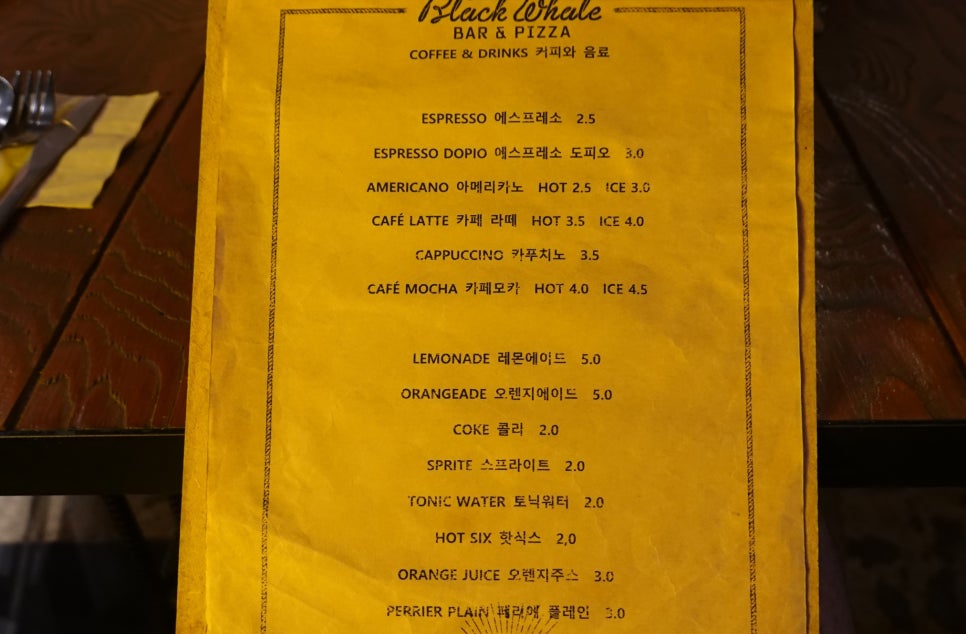 Black Whale
BAR & PIZZA
COFFEE & DRINKS 커피와 음료
ESPRESSO 에스프레소 2.5
ESPRESSO DOPIO 에스프레소 도피오 3.0
AMERICANO 아메리카노 HOT 2.5 ICE 3.0
CAFÉ LATTE 카페 라떼 HOT 3.5 ICE 4.0
CAPPUCCINO 카푸치노 3.5
CAFÉ MOCHA 카페모카 HOT 4.0 ICE 4.5
LEMONADE 레몬에이드 5.0
ORANGEADE 오렌지에이드 5.0
COKE 콜라 2.0
SPRITE 스프라이트 2.0
TONIC WATER 토닉워터 2.0
HOT SIX 핫식스 2,0
ORANGE JUICE 오렌지주스 3.0
PERRIER PLAIN 페리에 플레인 3.0